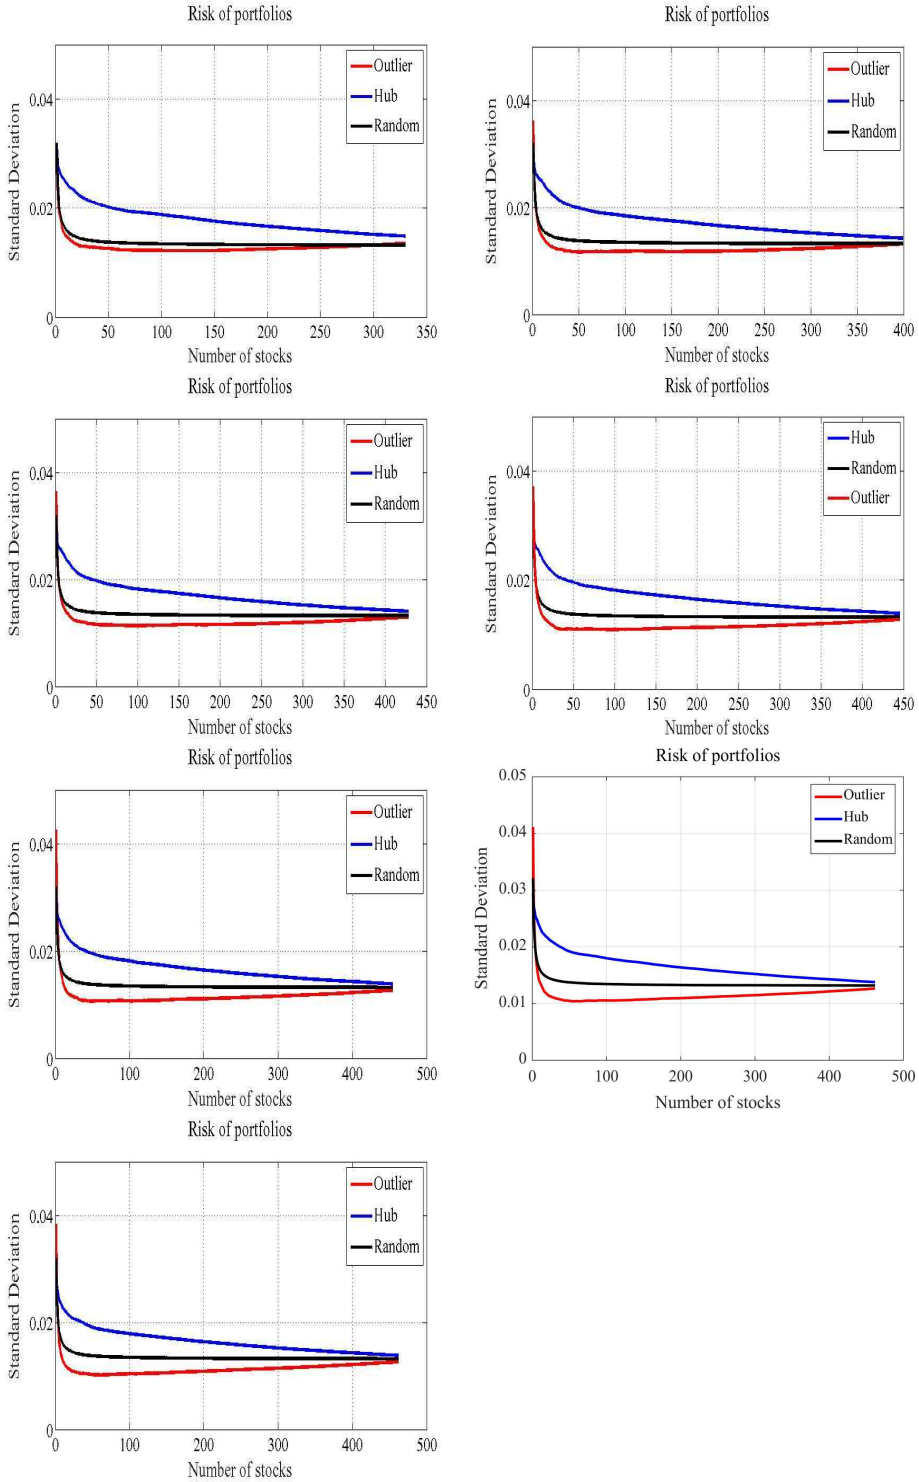 Risk of portfolios
Outlier
Hub
Random
Standard Deviation
0.04
0.02
0
0 50 100 150 200 250 300 350
Number of stocks
Risk of portfolios
Outlier
Hub
Random
Standard Deviation
0.04
0.02
0
0 50 100 150 200 250 300 350 400
Number of stocks
Risk of portfolios
Outlier
Hub
Random
Standard Deviation
0.04
0.02
0
0 50 100 150 200 250 300 350 400 450
Number of stocks
Risk of portfolios
Hub
Random
Outlier
Standard Deviation
0.04
0.02
0
0 50 100 150 200 250 300 350 400 450
Number of stocks
Risk of portfolios
Outlier
Hub
Random
Standard Deviation
0.04
0.02
0
0 100 200 300 400 500
Number of stocks
Risk of portfolios
Outlier
Hub
Random
Standard Deviation
0.05
0.04
0.03
0.02
0.01
0
0 100 200 300 400 500
Number of stocks
Risk of portfolios
Outlier
Hub
Random
Standard Deviation
0.04
0.02
0
0 100 200 300 400 500
Number of stocks